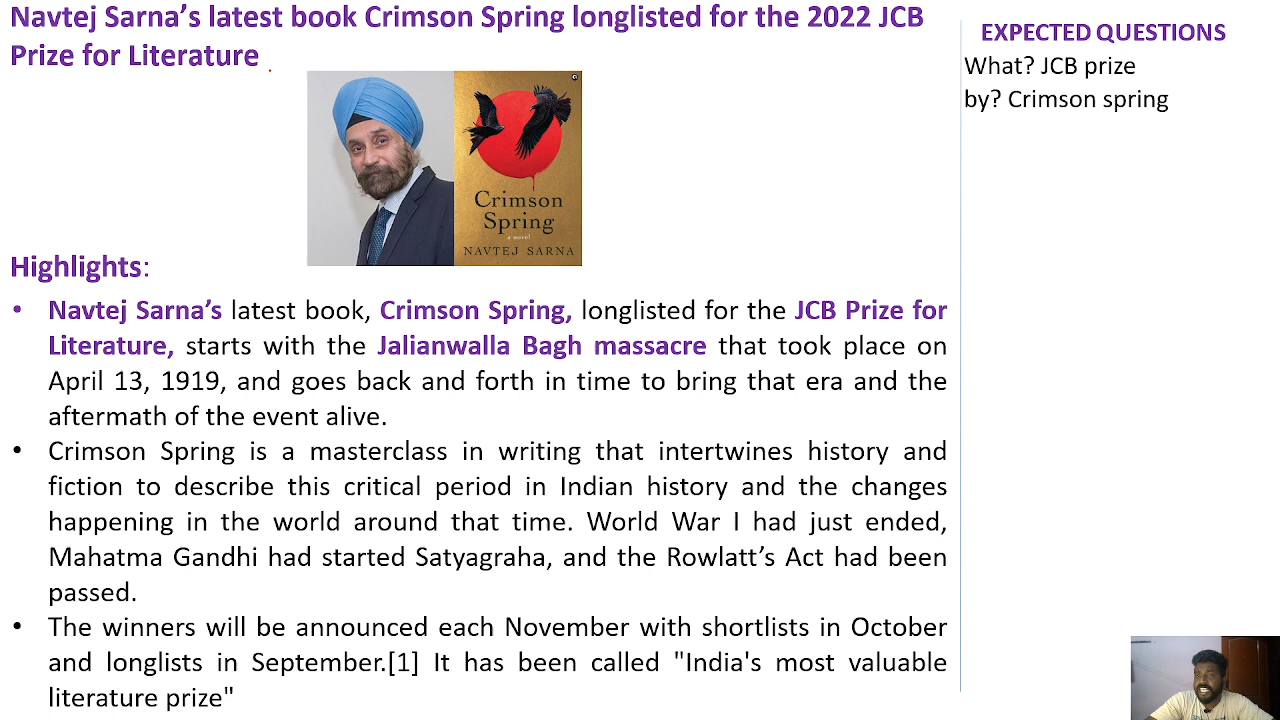 Navtej Sarna’s latest book Crimson Spring longlisted for the 2022 JCB
Prize for Literature
Crimson
Spring
a novel
NAVTEJ SARNA
Highlights:
• Navtej Sarna’s latest book, Crimson Spring, longlisted for the JCB Prize for
Literature, starts with the Jalianwalla Bagh massacre that took place on
April 13, 1919, and goes back and forth in time to bring that era and the
aftermath of the event alive.
• Crimson Spring is a masterclass in writing that intertwines history and
fiction to describe this critical period in Indian history and the changes
happening in the world around that time. World War I had just ended,
Mahatma Gandhi had started Satyagraha, and the Rowlatt’s Act had been
passed.
• The winners will be announced each November with shortlists in October
and longlists in September.[1] It has been called "India's most valuable
literature prize"
EXPECTED QUESTIONS
What? JCB prize
by? Crimson spring